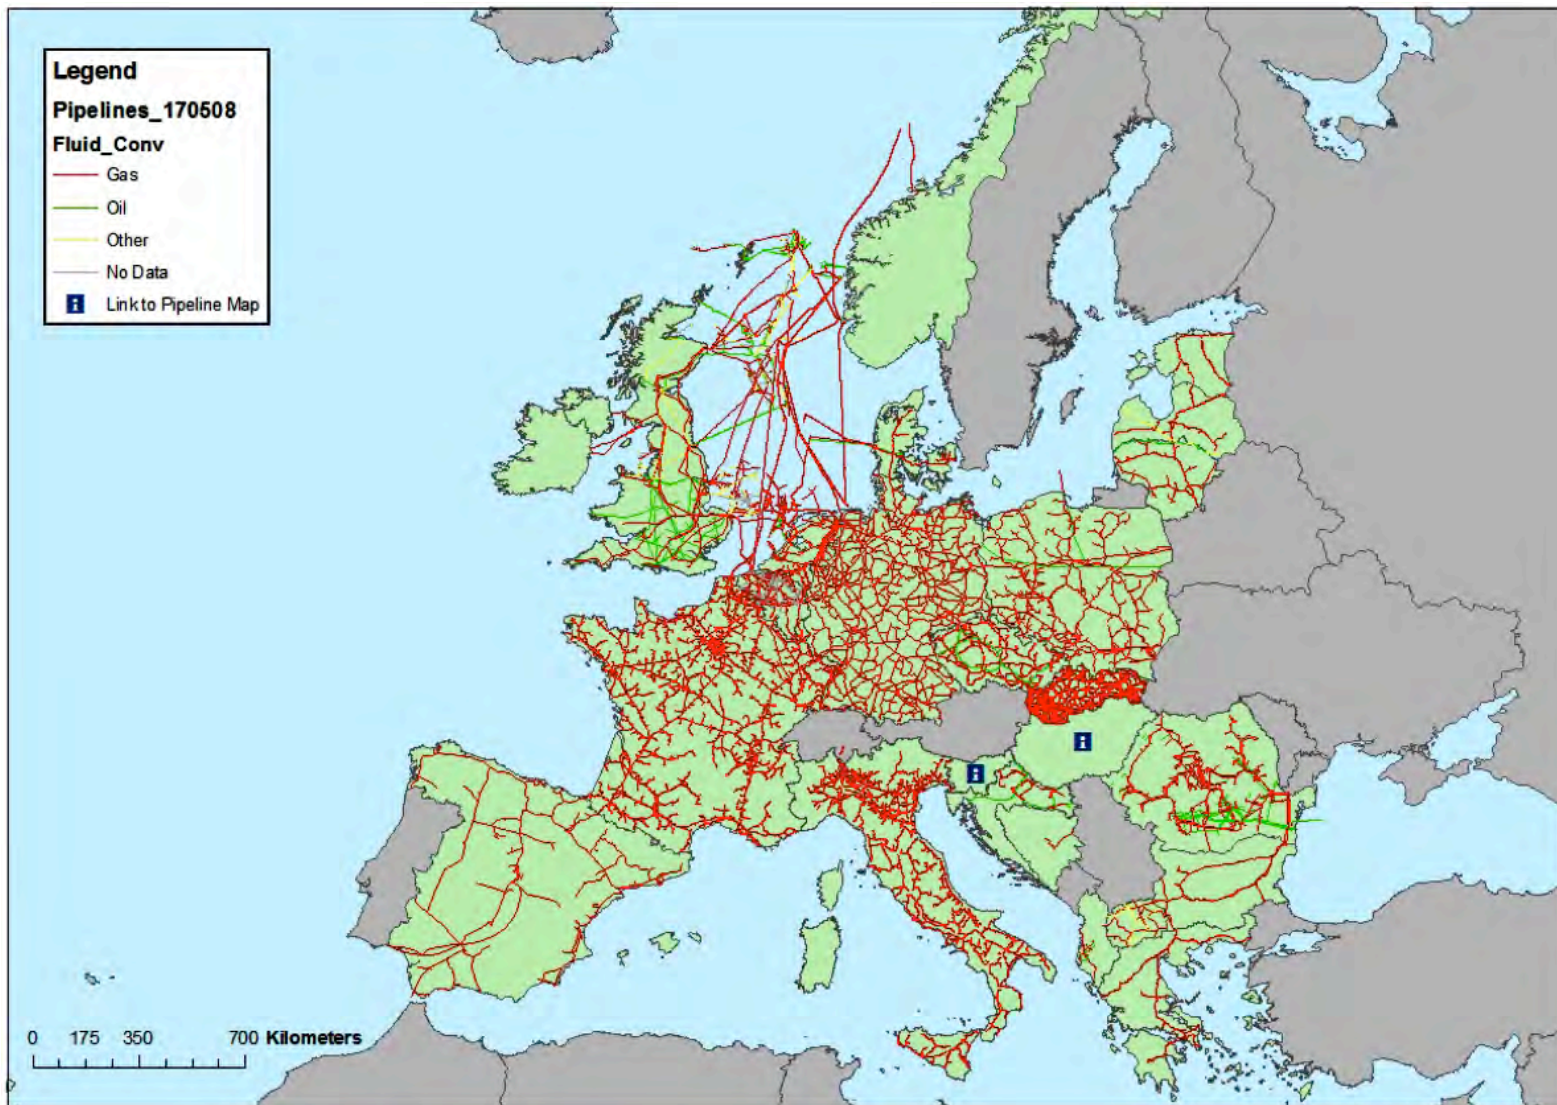 Legend
Pipelines_170508
Fluid_Conv
Gas
Oil
Other
No Data
i Link to Pipeline Map
i
i
0 175 350 700 Kilometers